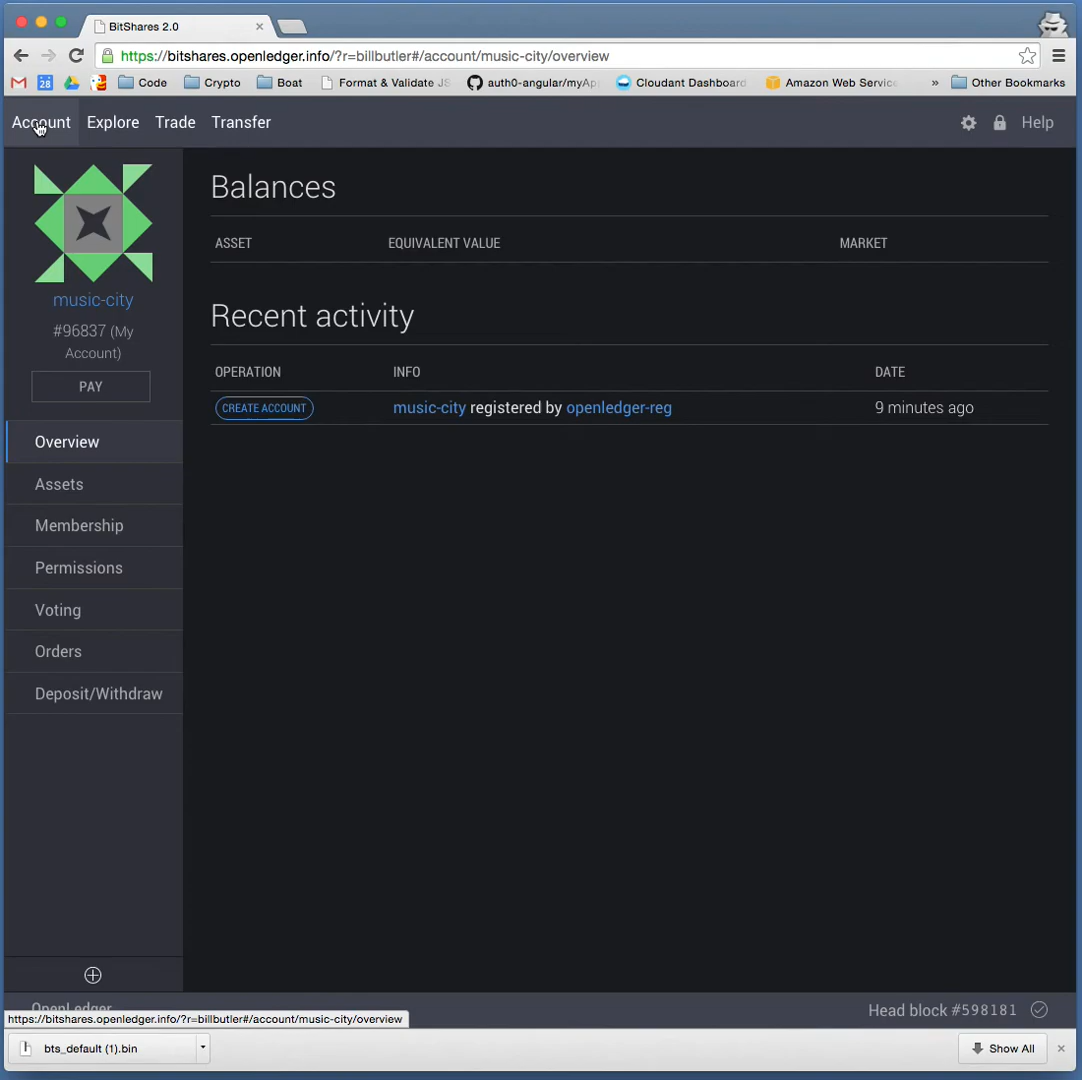 BitShares 2.0
https://bitshares.openledger.info/?r=billbutler#/account/music-city/overview
28 Code Crypto Boat Format & Validate JS auth0-angular/myApp Cloudant Dashboard Amazon Web Service » Other Bookmarks
Account Explore Trade Transfer Help
Balances
ASSET EQUIVALENT VALUE MARKET
music-city
#96837 (My
Account)
PAY
Recent activity
OPERATION INFO DATE
CREATE ACCOUNT music-city registered by openledger-reg 9 minutes ago
Overview
Assets
Membership
Permissions
Voting
Orders
Deposit/Withdraw
OpenLedger Head block #598181
https://bitshares.openledger.info/?r=billbutler#/account/music-city/overview
bts_default (1).bin Show All